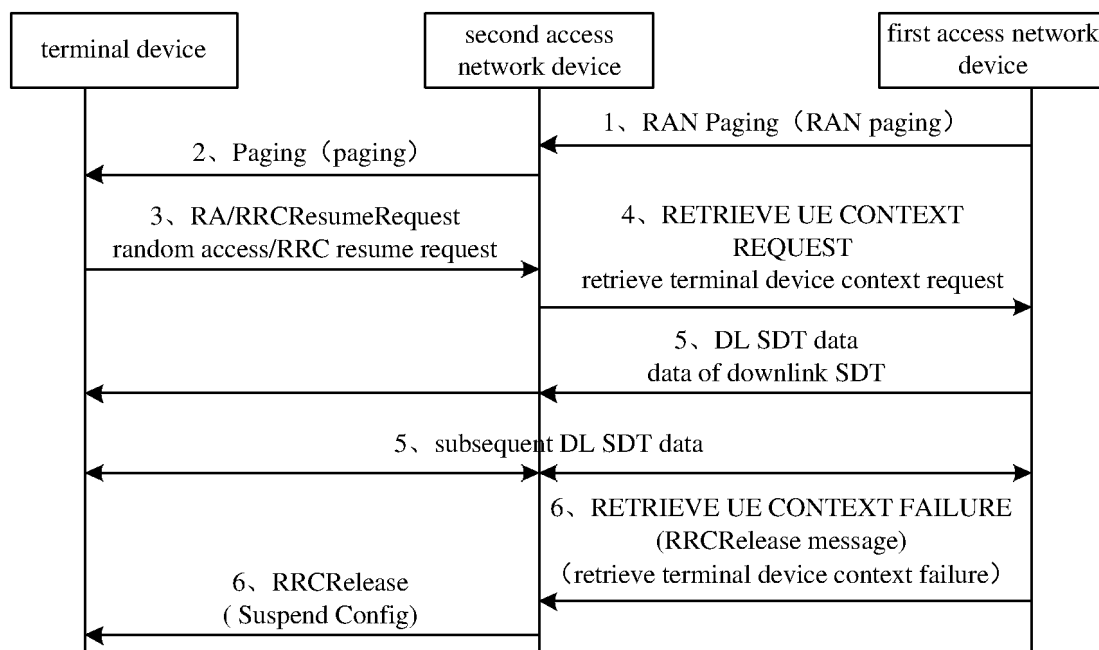 terminal device
second access
network device
first access network
device
1、RAN Paging（RAN paging）
2、Paging（paging）
3、RA/RRCResumeRequest
random access/RRC resume request
4、RETRIEVE UE CONTEXT
REQUEST
retrieve terminal device context request
5、DL SDT data
data of downlink SDT
5、subsequent DL SDT data
6、RETRIEVE UE CONTEXT FAILURE
(RRCRelease message)
（retrieve terminal device context failure）
6、RRCRelease
( Suspend Config)